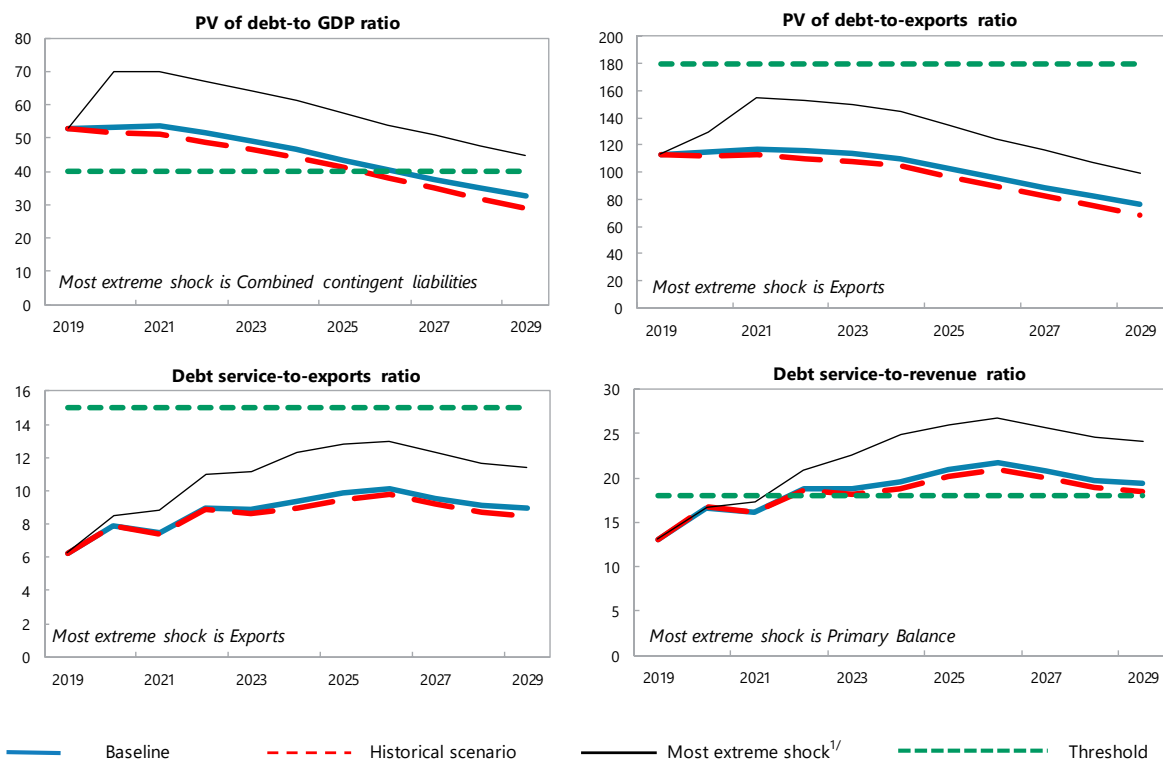 PV of debt-to GDP ratio
80
70
60
50
40
30
20
10
0
Most extreme shock is Combined contingent liabilities
2019 2021 2023 2025 2027 2029
PV of debt-to-exports ratio
200
180
160
140
120
100
80
60
40
20
0
Most extreme shock is Exports
2019 2021 2023 2025 2027 2029
Debt service-to-exports ratio
16
14
12
10
8
6
4
2
0
Most extreme shock is Exports
2019 2021 2023 2025 2027 2029
Debt service-to-revenue ratio
30
25
20
15
10
5
0
Most extreme shock is Primary Balance
2019 2021 2023 2025 2027 2029
Baseline Historical scenario Most extreme shock1/ Threshold